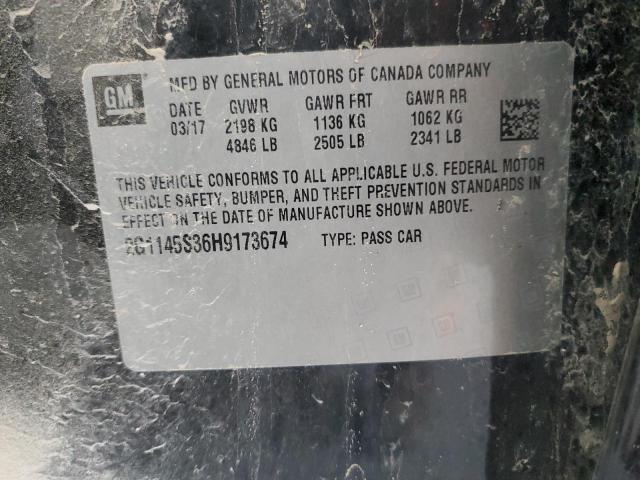 GM
MFD BY GENERAL MOTORS OF CANADA COMPANY
DATE GVWR GAWR FRT GAWR RR
03/17 2198 KG 1136 KG 1062 KG
4846 LB 2505 LB 2341 LB
THIS VEHICLE CONFORMS TO ALL APPLICABLE U.S. FEDERAL MOTOR
VEHICLE SAFETY, BUMPER, AND THEFT PREVENTION STANDARDS IN
EFFECT ON THE DATE OF MANUFACTURE SHOWN ABOVE.
2G1145S36H9173674 TYPE: PASS CAR